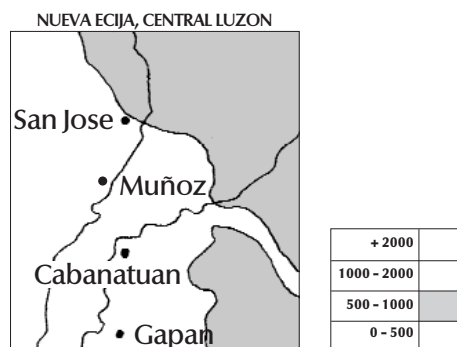 NUEVA ECIJA, CENTRAL LUZON
San Jose
Muñoz
Cabanatuan
Gapan
+ 2000
1000 - 2000
500 - 1000
0 - 500